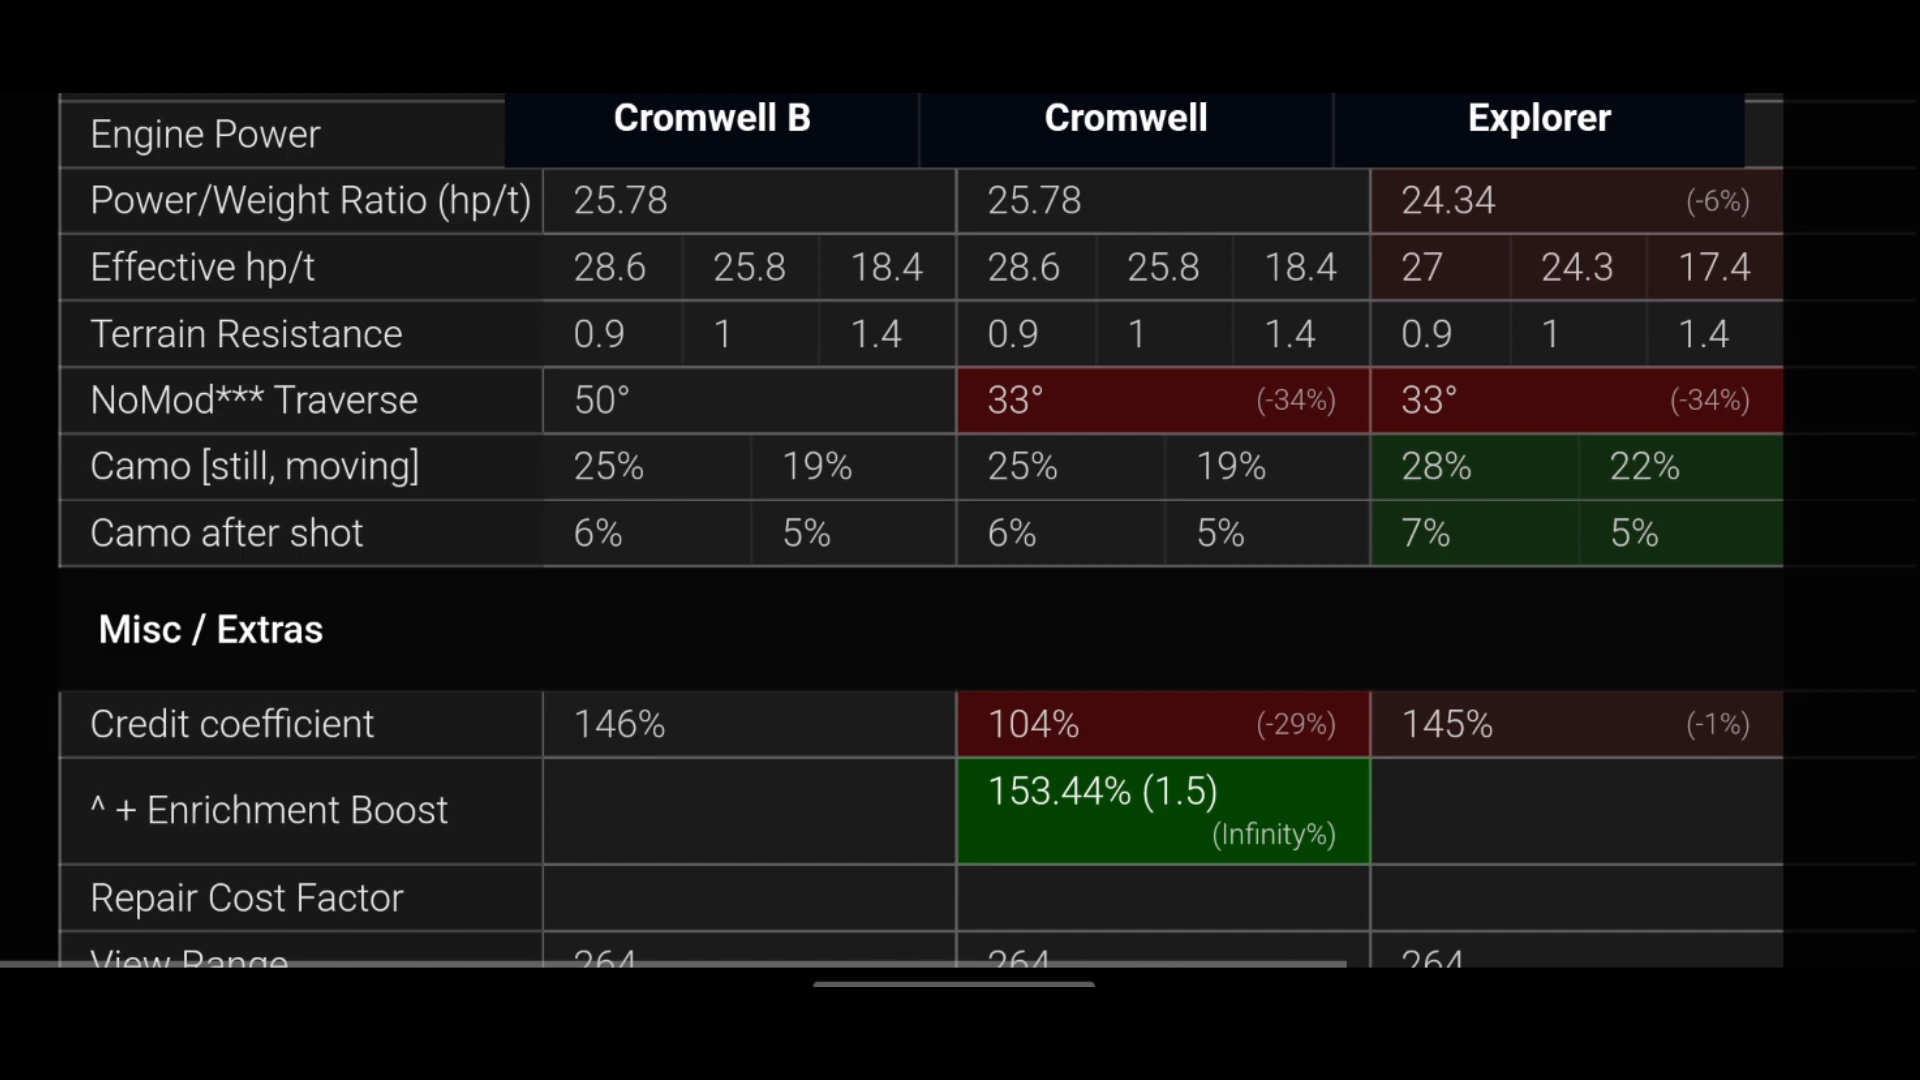 Cromwell B Cromwell Explorer
Engine Power
Power/Weight Ratio (hp/t) 25.78 25.78 24.34 (-6%)
Effective hp/t 28.6 25.8 18.4 28.6 25.8 18.4 27 24.3 17.4
Terrain Resistance 0.9 1 1.4 0.9 1 1.4 0.9 1 1.4
NoMod*** Traverse 50° 33° (-34%) 33° (-34%)
Camo [still, moving] 25% 19% 25% 19% 28% 22%
Camo after shot 6% 5% 6% 5% 7% 5%
Misc / Extras
Credit coefficient 146% 104% (-29%) 145% (-1%)
^ + Enrichment Boost 153.44% (1.5)
(Infinity%)
Repair Cost Factor
View Range 264 264 264